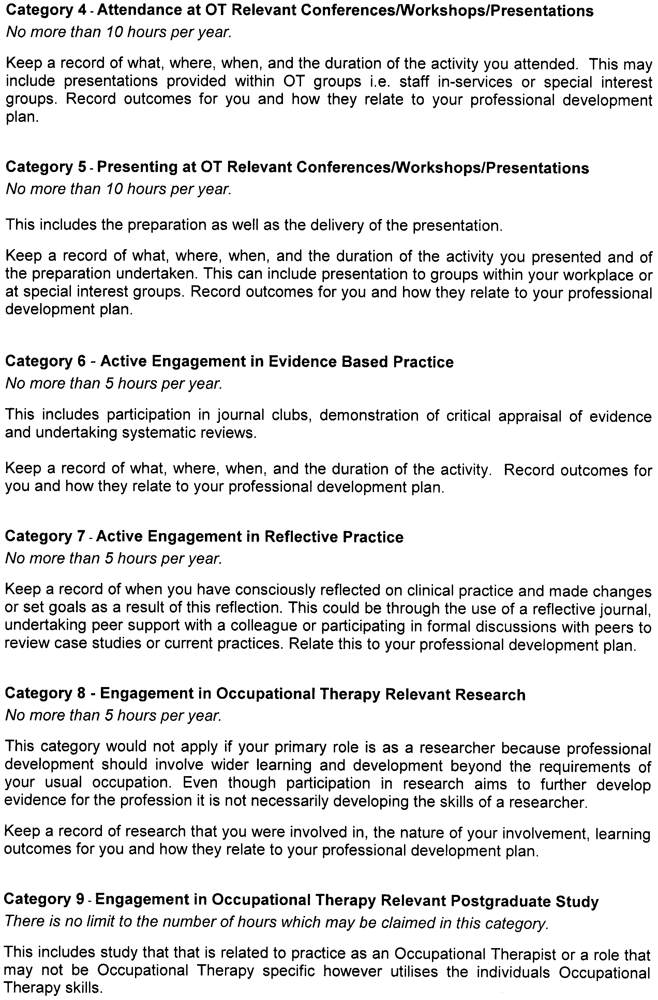 Category 4 - Attendance at OT Relevant Conferences/Workshops/Presentations
No more than 10 hours per year.
Keep a record of what, where, when, and the duration of the activity you attended. This may
include presentations provided within OT groups i.e. staff in-services or special interest
groups. Record outcomes for you and how they relate to your professional development
plan.
Category 5 - Presenting at OT Relevant Conferences/Workshops/Presentations
No more than 10 hours per year.
This includes the preparation as well as the delivery of the presentation.
Keep a record of what, where, when, and the duration of the activity you presented and of
the preparation undertaken. This can include presentation to groups within your workplace or
at special interest groups. Record outcomes for you and how they relate to your professional
development plan.
Category 6 - Active Engagement in Evidence Based Practice
No more than 5 hours per year.
This includes participation in journal clubs, demonstration of critical appraisal of evidence
and undertaking systematic reviews.
Keep a record of what, where, when, and the duration of the activity. Record outcomes for
you and how they relate to your professional development plan.
Category 7 - Active Engagement in Reflective Practice
No more than 5 hours per year.
Keep a record of when you have consciously reflected on clinical practice and made changes
or set goals as a result of this reflection. This could be through the use of a reflective journal,
undertaking peer support with a colleague or participating in formal discussions with peers to
review case studies or current practices. Relate this to your professional development plan.
Category 8 - Engagement in Occupational Therapy Relevant Research
No more than 5 hours per year.
This category would not apply if your primary role is as a researcher because professional
development should involve wider learning and development beyond the requirements of
your usual occupation. Even though participation in research aims to further develop
evidence for the profession it is not necessarily developing the skills of a researcher.
Keep a record of research that you were involved in, the nature of your involvement, learning
outcomes for you and how they relate to your professional development plan.
Category 9 - Engagement in Occupational Therapy Relevant Postgraduate Study
There is no limit to the number of hours which may be claimed in this category.
This includes study that that is related to practice as an Occupational Therapist or a role that
may not be Occupational Therapy specific however utilises the individuals Occupational
Therapy skills.